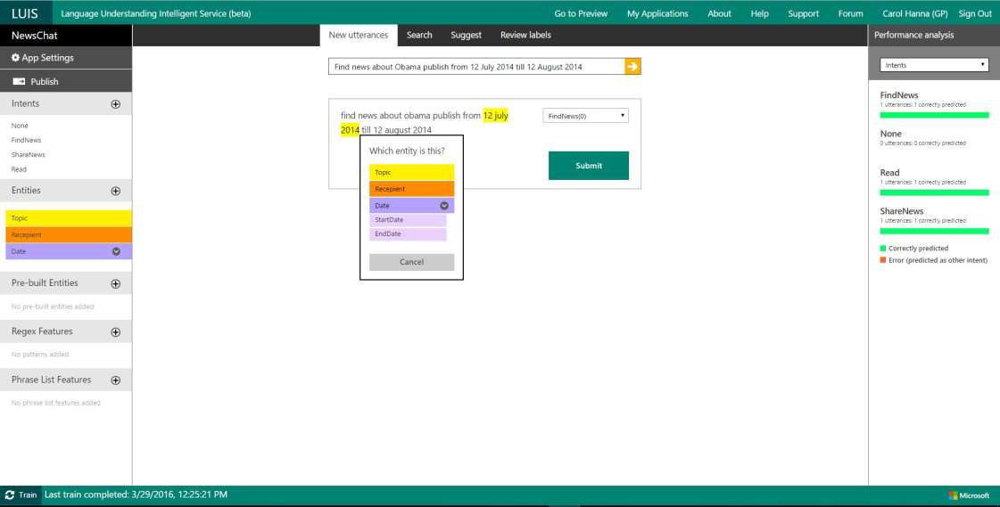 LUIS Language Understanding Intelligent Service (beta) Go to Preview My Applications About Help Support Forum Carol Hanna (GP) Sign Out
NewsChat
App Settings
Publish
Intents
None
FindNews
ShareNews
Read
Entities
Topic
Recepient
Date
Pre-built Entities
No pre-built entities added
Regex Features
No patterns added
Phrase List Features
No phrase list features added
New utterances Search Suggest Review labels
Find news about Obama publish from 12 July 2014 till 12 August 2014
find news about obama publish from 12 july
2014 till 12 august 2014
FindNews(0)
Submit
Which entity is this?
Topic
Recepient
Date
StartDate
EndDate
Cancel
Performance analysis
Intents
FindNews
1 utterances: 1 correctly predicted
None
0 utterances: 0 correctly predicted
Read
1 utterances: 1 correctly predicted
ShareNews
1 utterances: 1 correctly predicted
Correctly predicted
Error (predicted as other intent)
Train Last train completed: 3/29/2016, 12:25:21 PM
Microsoft